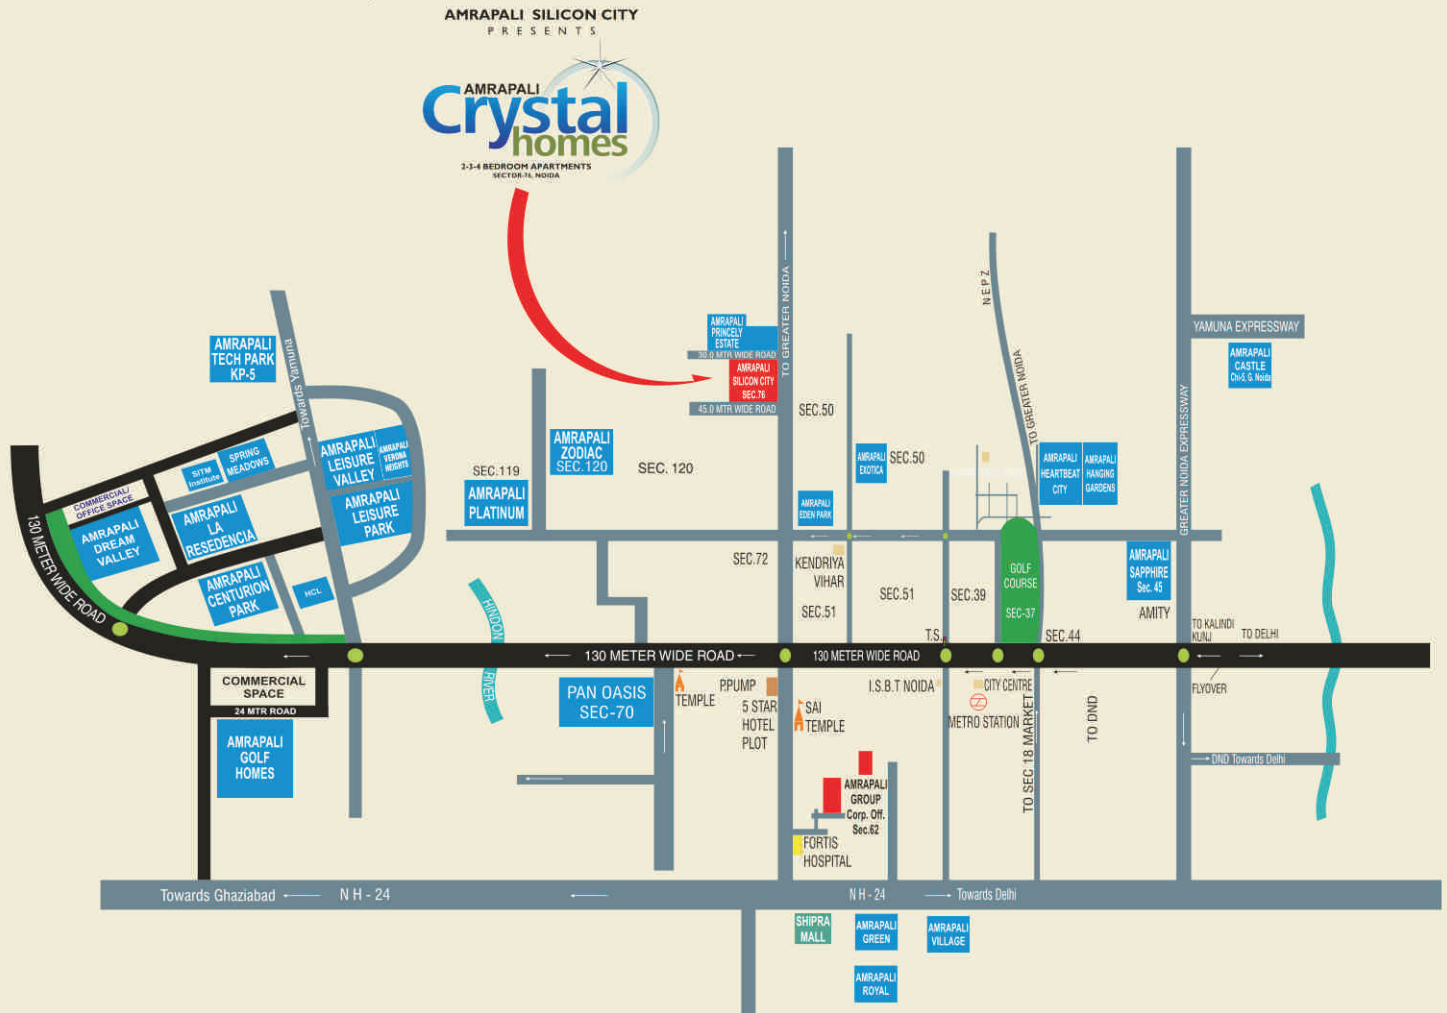 AMRAPALI SILICON CITY
PRESENTS
AMRAPALI
Crystal
homes
2-3-4 BEDROOM APARTMENTS
SECTOR-76, NOIDA
TO GREATER NOIDA
NEPZ
TO GREATER NOIDA
YAMUNA EXPRESSWAY
AMRAPALI
CASTLE
Chi-5, G. Noida
GREATER NOIDA EXPRESSWAY
AMRAPALI
PRINCELY
ESTATE
30.0 MTR WIDE ROAD
AMRAPALI
SILICON CITY
SEC.76
45.0 MTR WIDE ROAD
SEC.50
AMRAPALI
TECH PARK
KP-5
Towards Yamuna
SITM
Institute
SPRING
MEADOWS
AMRAPALI
LEISURE
VALLEY
AMRAPALI
VERONA
HEIGHTS
AMRAPALI
LEISURE
PARK
COMMERCIAL/
OFFICE SPACE
AMRAPALI
DREAM
VALLEY
AMRAPALI
LA
RESEDENCIA
AMRAPALI
CENTURION
PARK
HCL
130 METER WIDE ROAD
SEC.119
AMRAPALI
PLATINUM
AMRAPALI
ZODIAC
SEC.120
SEC. 120
AMRAPALI
EXOTICA
SEC.50
AMRAPALI
EDEN PARK
AMRAPALI
HEARTBEAT
CITY
AMRAPALI
HANGING
GARDENS
SEC.72
KENDRIYA
VIHAR
SEC.51
SEC.51
SEC.39
GOLF
COURSE
SEC-37
AMRAPALI
SAPPHIRE
Sec. 45
AMITY
HINDON
RIVER
T.S.
SEC.44
TO KALINDI
KUNJ
TO DELHI
130 METER WIDE ROAD
130 METER WIDE ROAD
COMMERCIAL
SPACE
24 MTR ROAD
AMRAPALI
GOLF
HOMES
PAN OASIS
SEC-70
TEMPLE
P.PUMP
5 STAR
HOTEL
PLOT
SAI
TEMPLE
I.S.B.T NOIDA
CITY CENTRE
METRO STATION
TO SEC 18 MARKET
TO DND
FLYOVER
DND Towards Delhi
AMRAPALI
GROUP
Corp. Off.
Sec.62
FORTIS
HOSPITAL
Towards Ghaziabad
N H - 24
N H - 24
Towards Delhi
SHIPRA
MALL
AMRAPALI
GREEN
AMRAPALI
VILLAGE
AMRAPALI
ROYAL